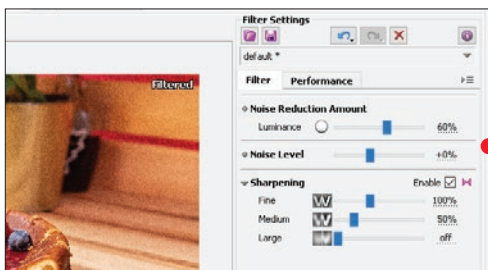 Filter Settings
default *
Filtered
Filter Performance
Noise Reduction Amount
Luminance 60%
Noise Level +0%
Sharpening Enable
Fine 100%
Medium 50%
Large off